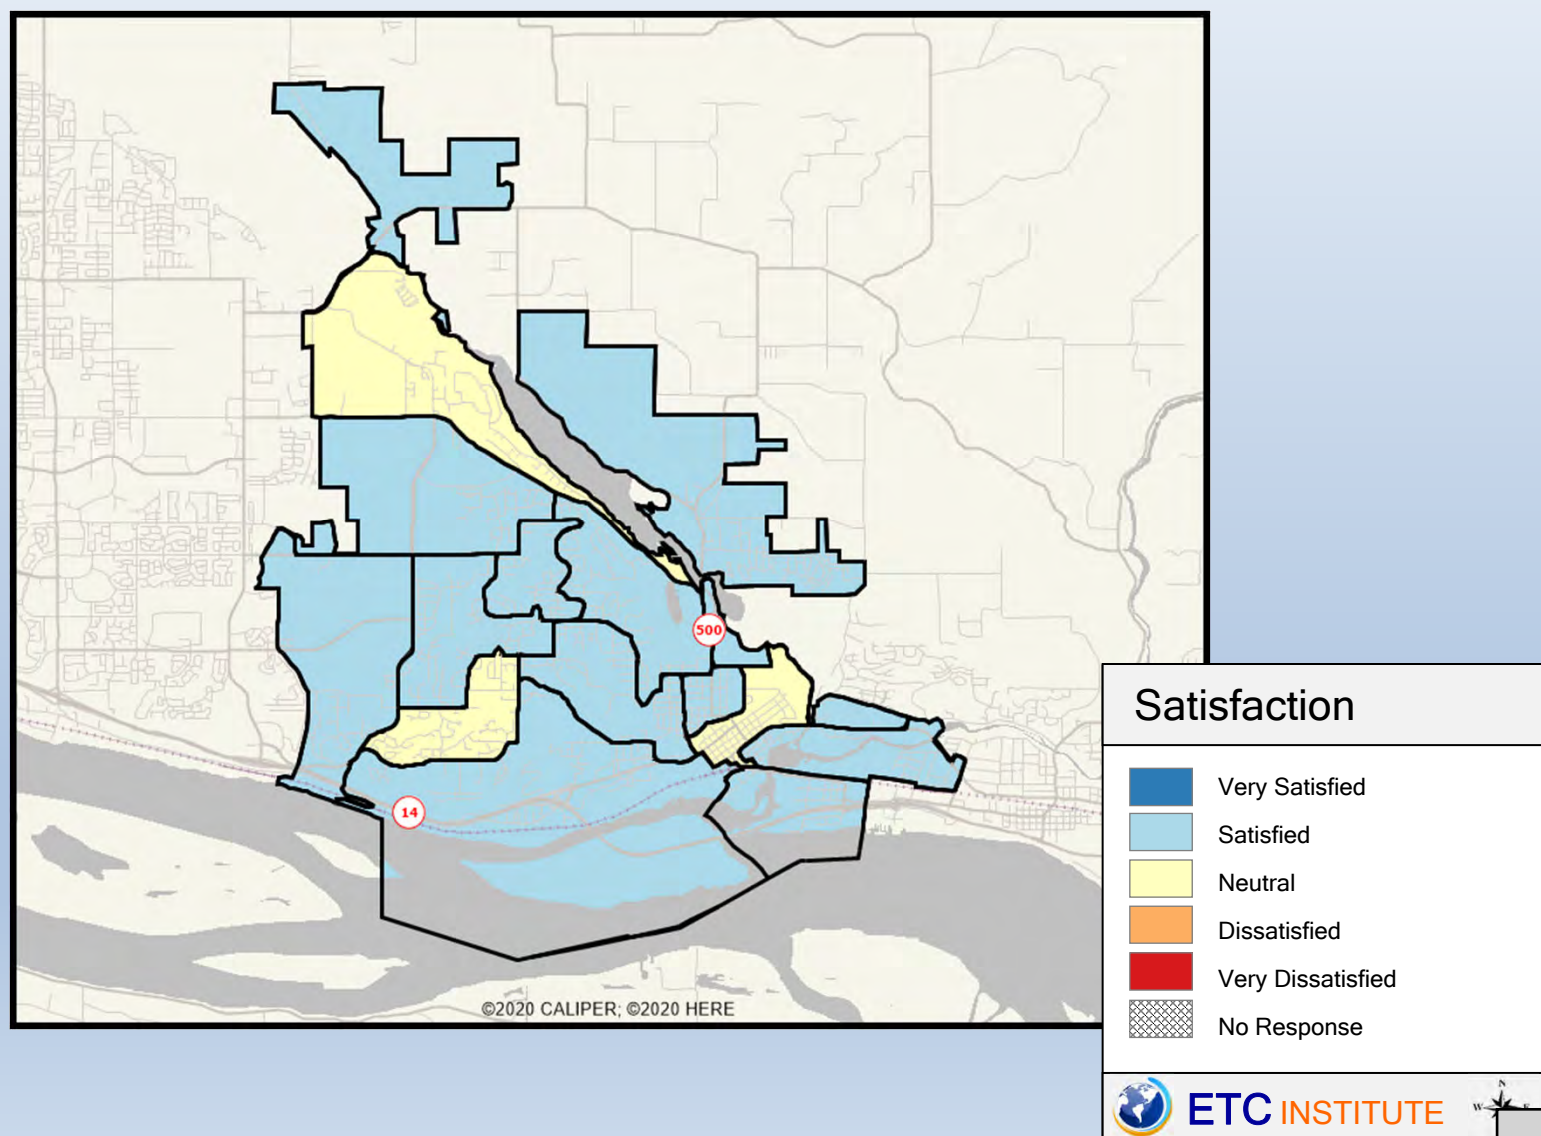 500
14
©2020 CALIPER; ©2020 HERE
Satisfaction
Very Satisfied
Satisfied
Neutral
Dissatisfied
Very Dissatisfied
No Response
ETC INSTITUTE
N
W E